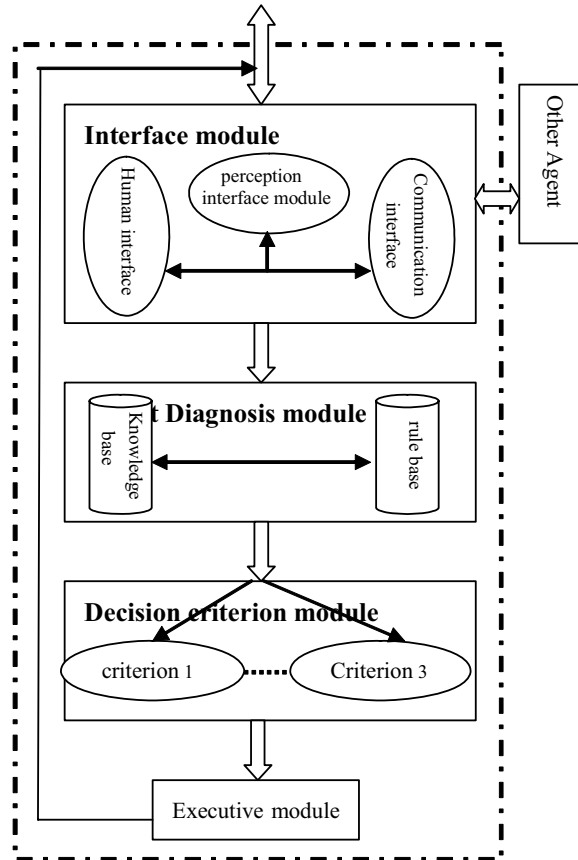 Interface module
Human interface
perception
interface module
Communication
interface
Other Agent
t Diagnosis module
Knowledge
base
rule base
Decision criterion module
criterion 1
Criterion 3
Executive module